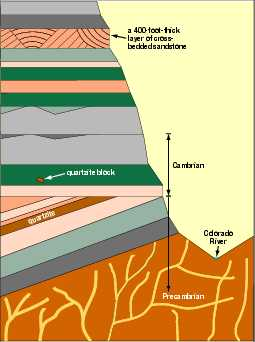 a 400-foot-thick
layer of cross-
bedded sandstone
quartzite block
Cambrian
quartzite
Colorado
River
Precambrian